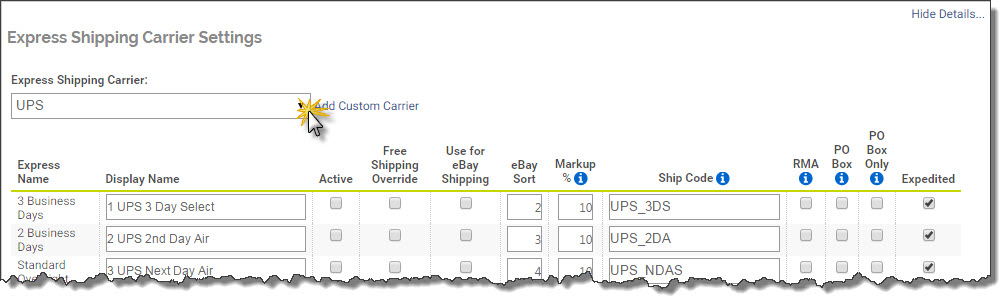 Hide Details...
Express Shipping Carrier Settings
Express Shipping Carrier:
UPS
Add Custom Carrier
Express Name
Display Name
Active
Free Shipping Override
Use for eBay Shipping
eBay Sort
Markup %
Ship Code
RMA
PO Box
PO Box Only
Expedited
3 Business Days
1 UPS 3 Day Select
2
10
UPS_3DS
2 Business Days
2 UPS 2nd Day Air
3
10
UPS_2DA
Standard Overnight
3 UPS Next Day Air
4
10
UPS_NDAS